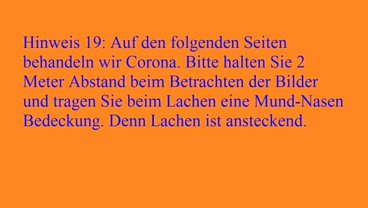 Hinweis 19: Auf den folgenden Seiten
behandeln wir Corona. Bitte halten Sie 2
Meter Abstand beim Betrachten der Bilder
und tragen Sie beim Lachen eine Mund-Nasen
Bedeckung. Denn Lachen ist ansteckend.